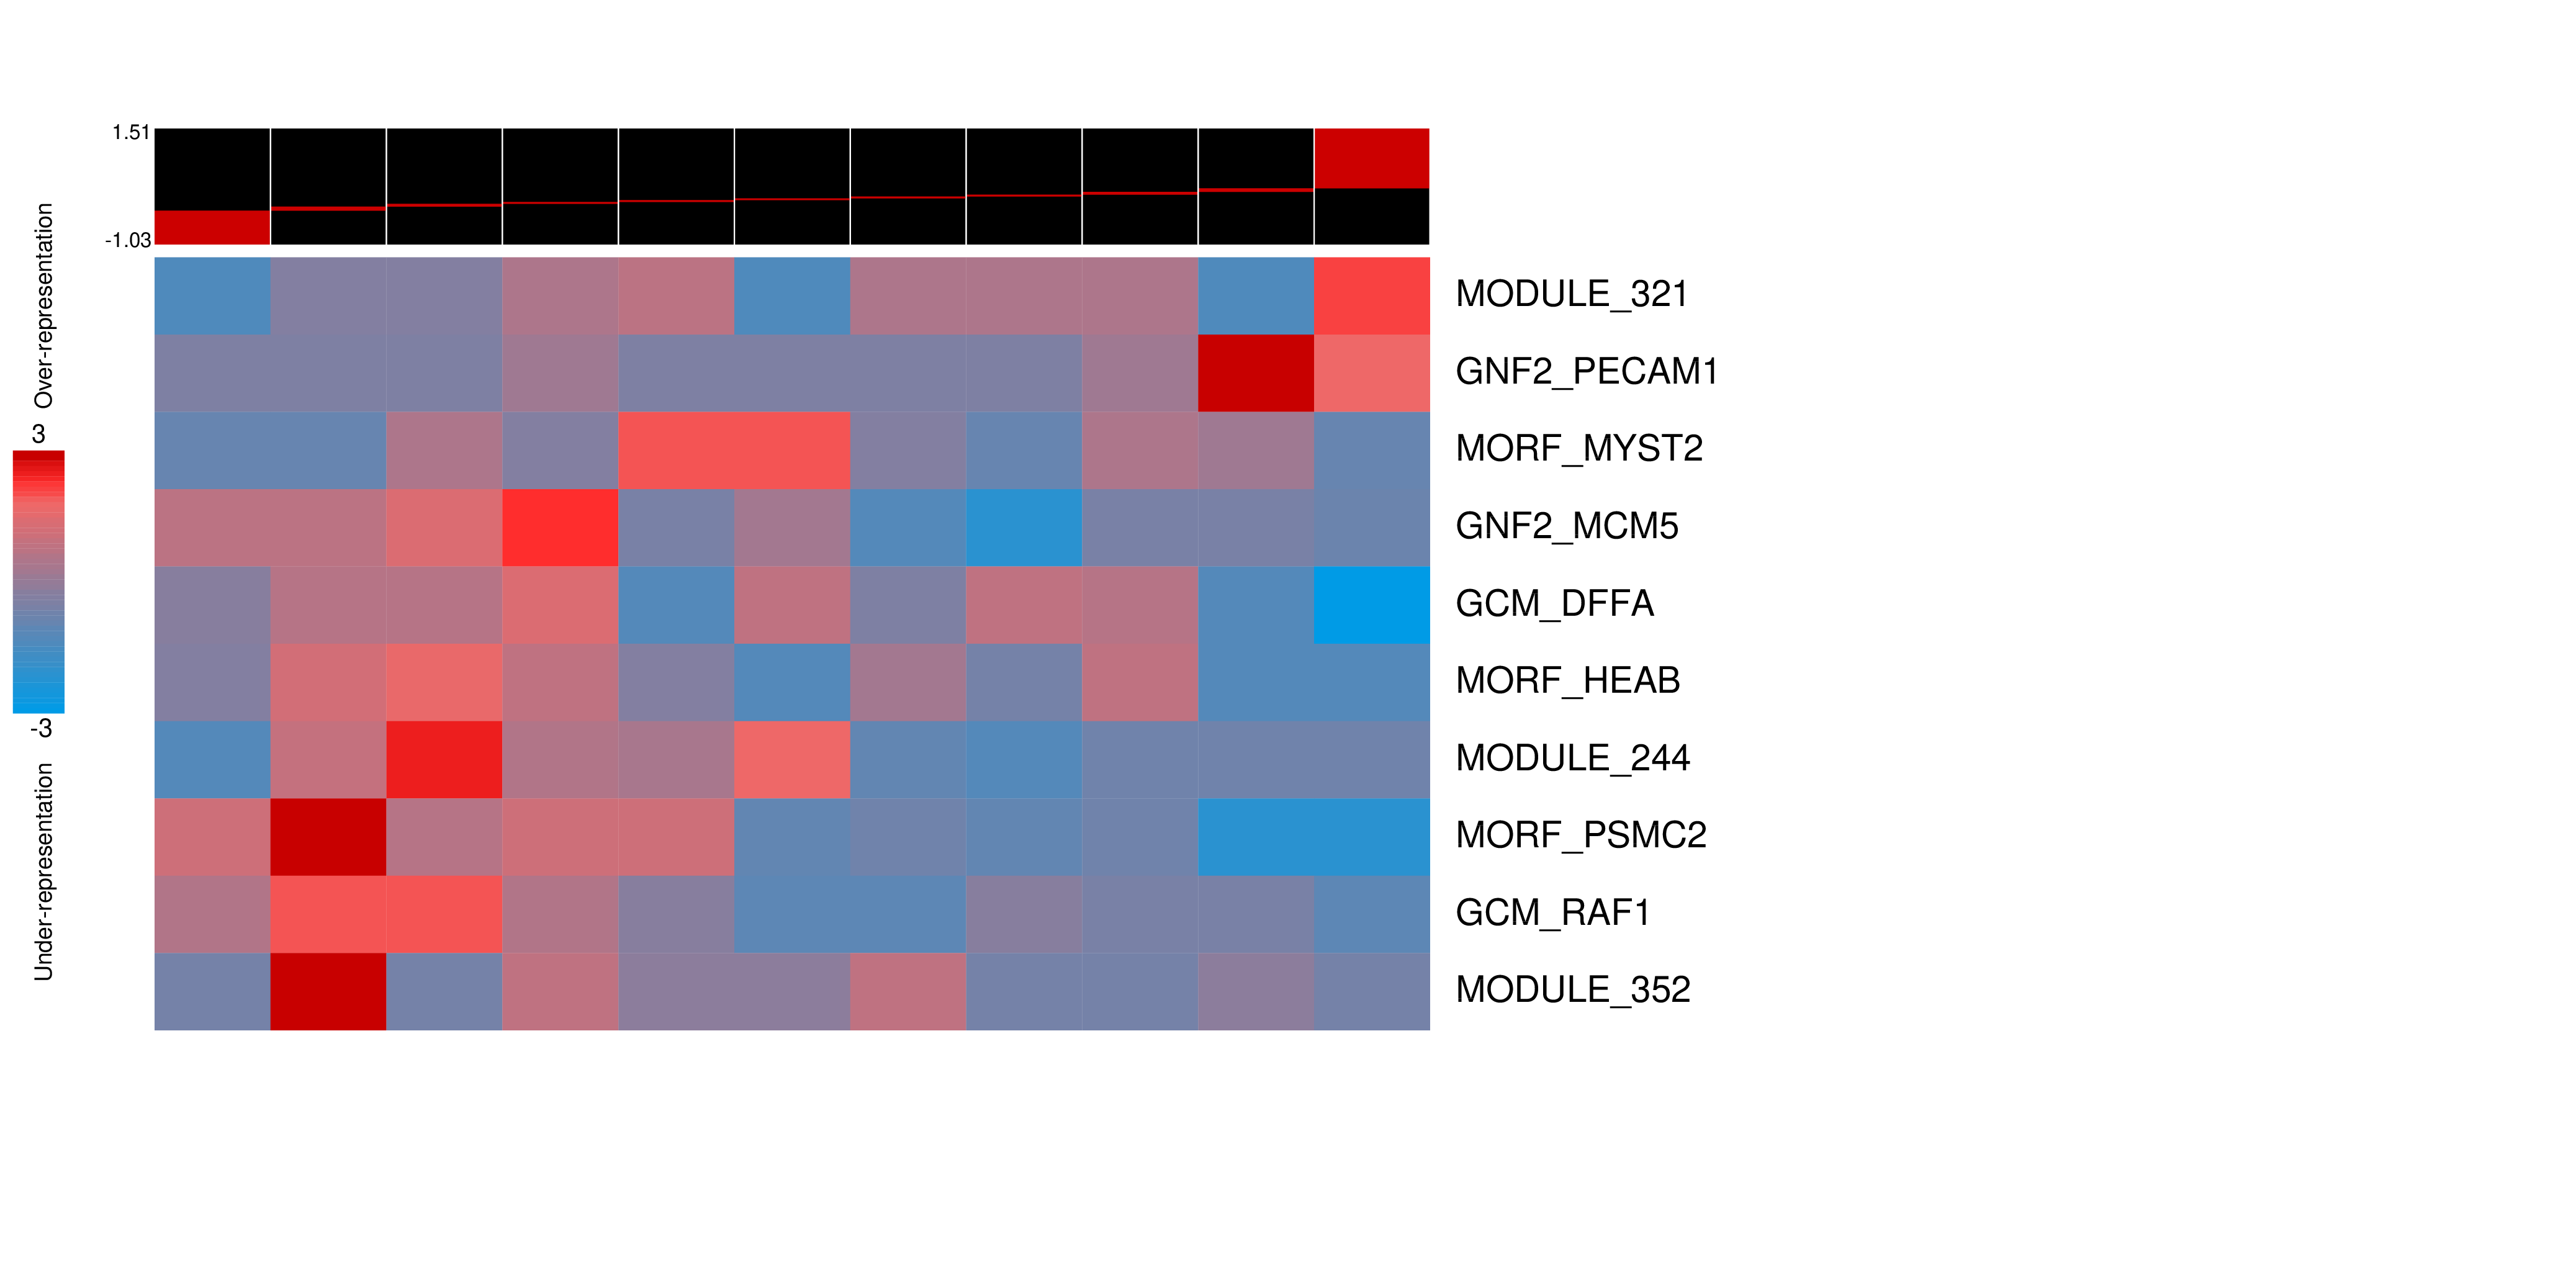 1.51
-1.03
Over-representation
3
-3
Under-representation
MODULE_321
GNF2_PECAM1
MORF_MYST2
GNF2_MCM5
GCM_DFFA
MORF_HEAB
MODULE_244
MORF_PSMC2
GCM_RAF1
MODULE_352